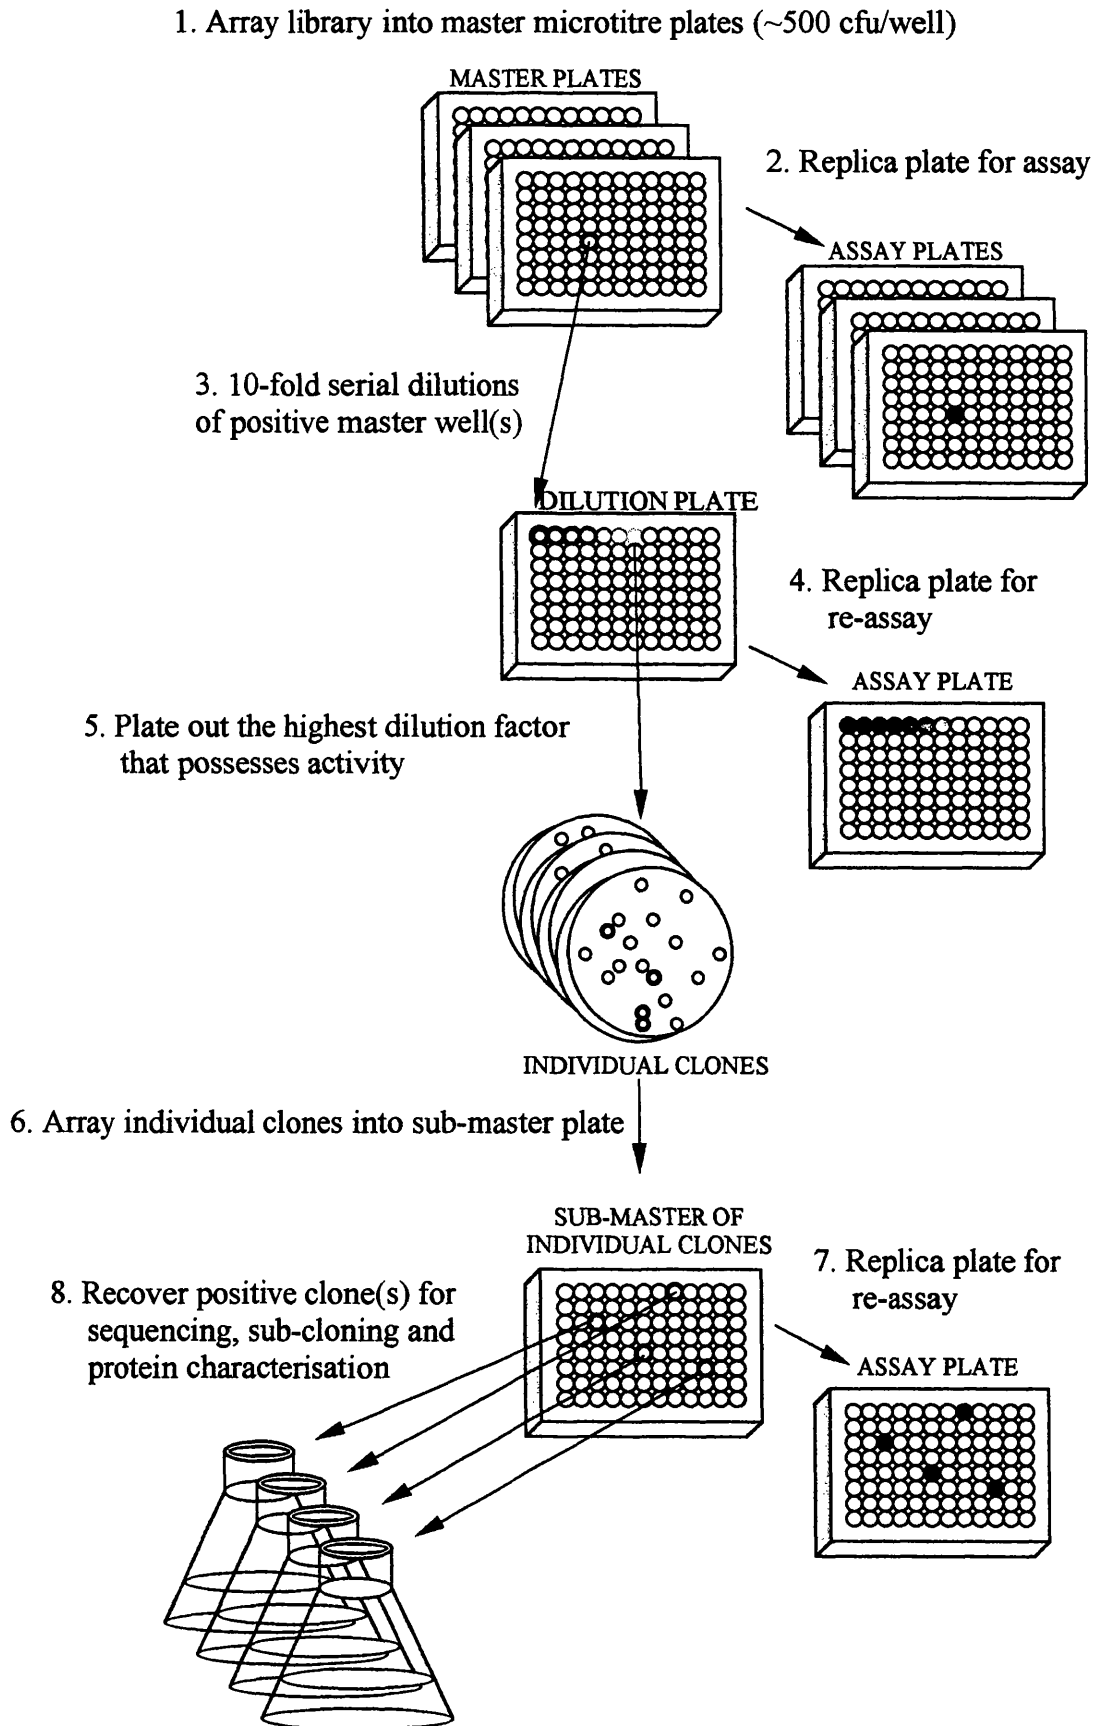 1. Array library into master microtitre plates (~500 cfu/well)
MASTER PLATES
2. Replica plate for assay
ASSAY PLATES
3. 10-fold serial dilutions
of positive master well(s)
DILUTION PLATE
4. Replica plate for
re-assay
ASSAY PLATE
5. Plate out the highest dilution factor
that possesses activity
INDIVIDUAL CLONES
6. Array individual clones into sub-master plate
SUB-MASTER OF
INDIVIDUAL CLONES
7. Replica plate for
re-assay
8. Recover positive clone(s) for
sequencing, sub-cloning and
protein characterisation
ASSAY PLATE